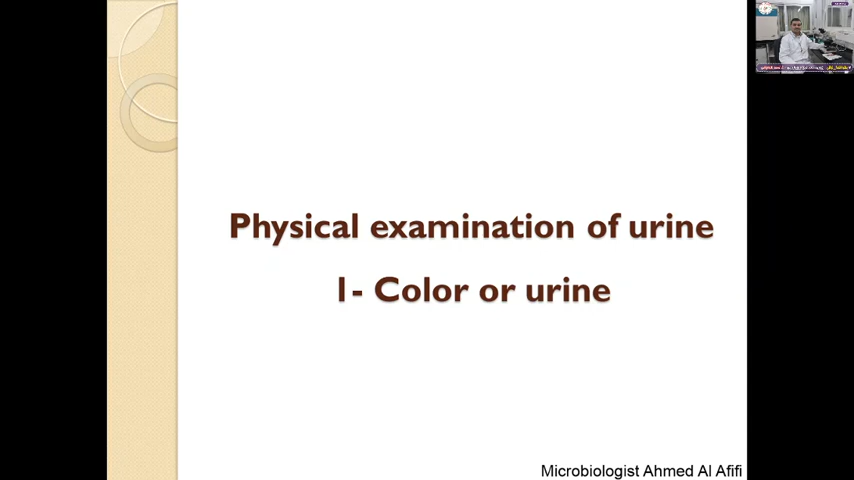 Physical examination of urine
1- Color or urine
Microbiologist Ahmed Al Afifi